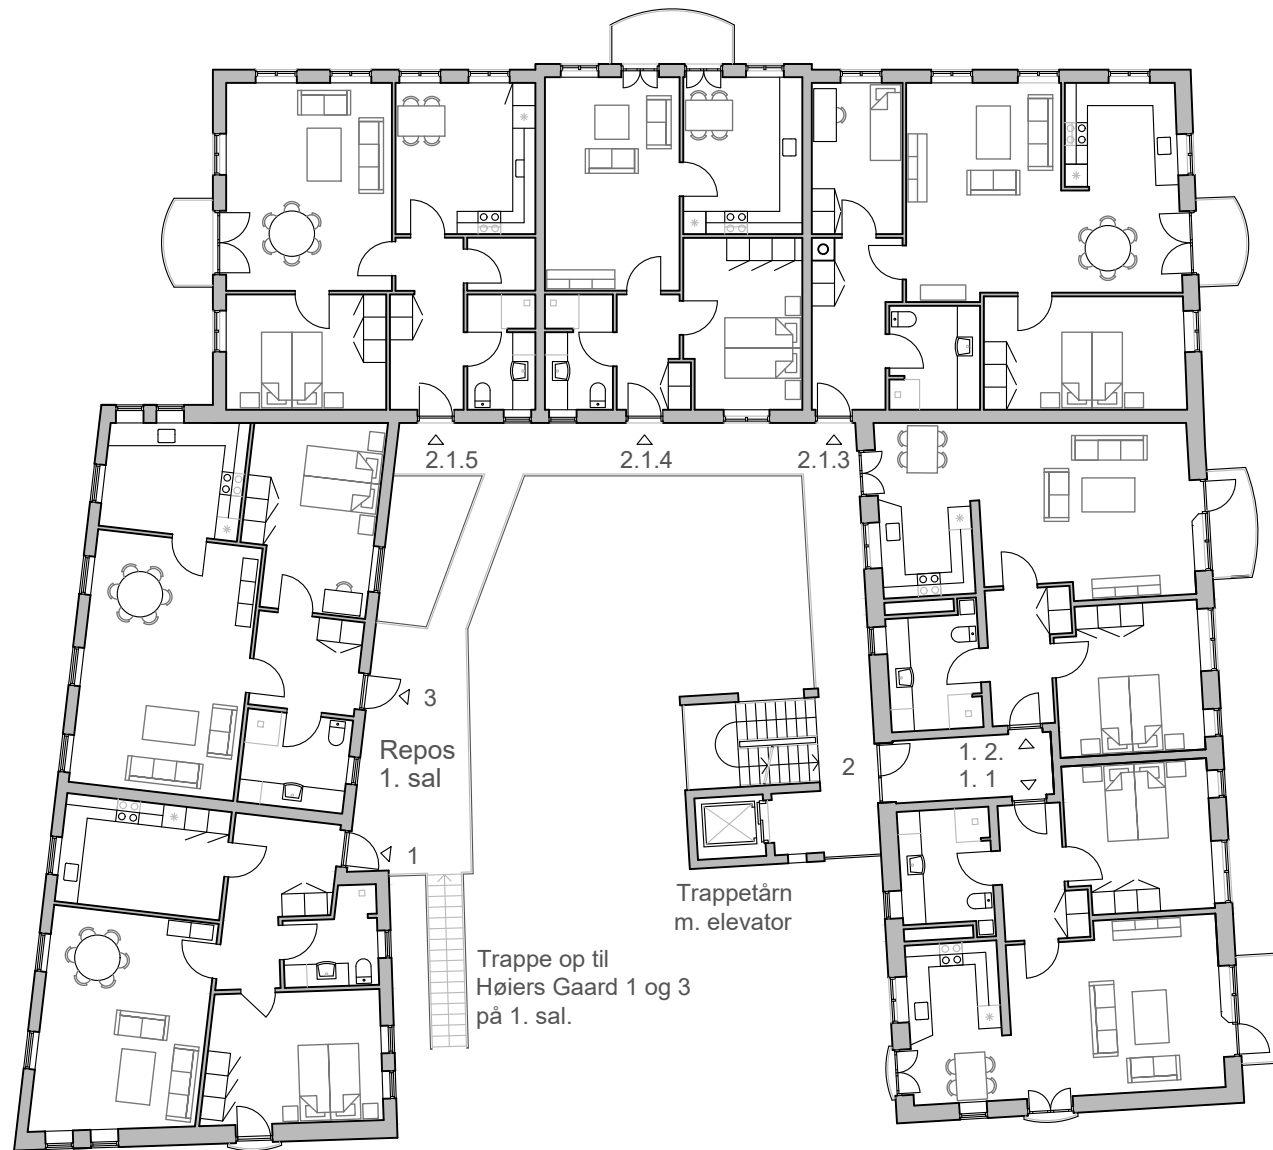 2.1.5
2.1.4
2.1.3
3
Repos
1. sal
2
1. 2.
1. 1
1
Trappetårn
m. elevator
Trappe op til
Høiers Gaard 1 og 3
på 1. sal.